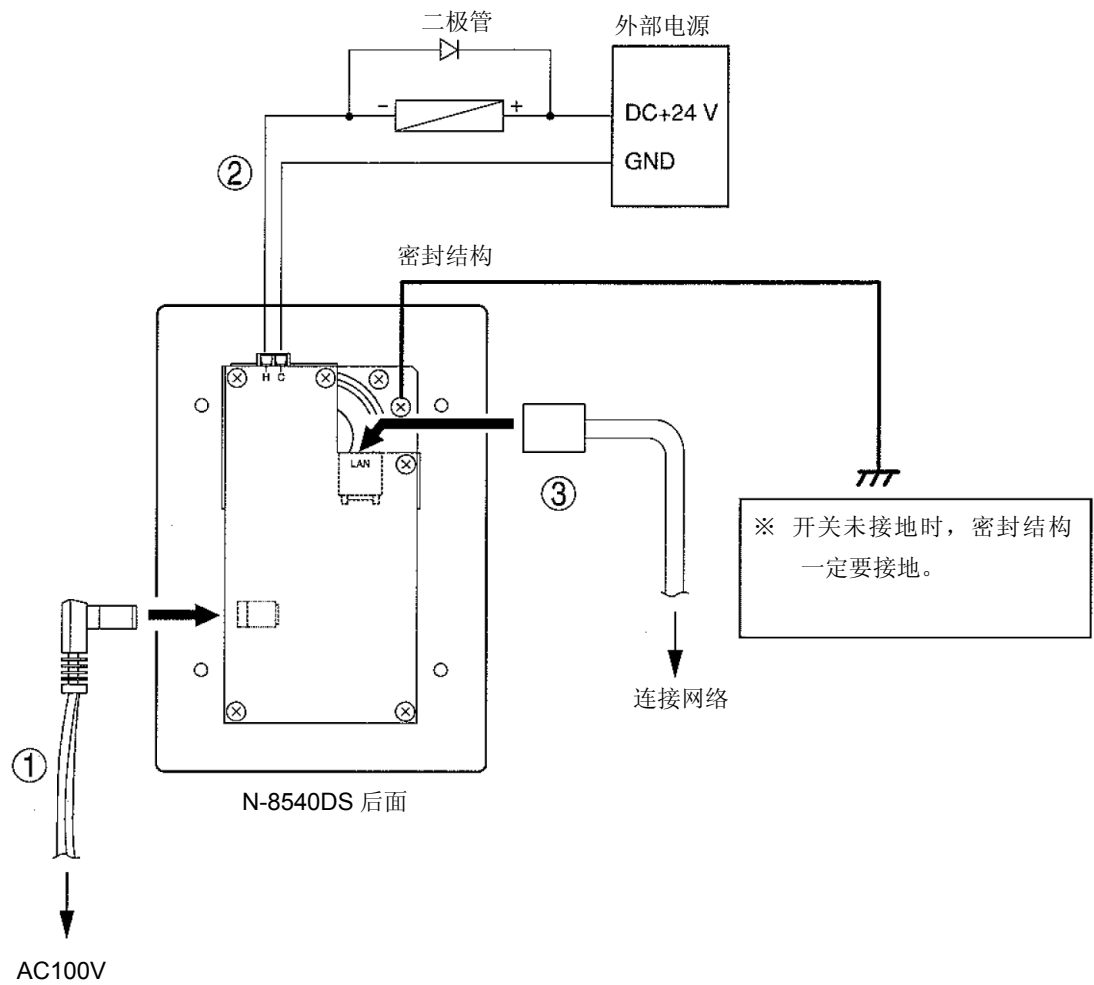 二极管
外部电源
- +
DC+24 V
GND
②
密封结构
H C
LAN
③
※ 开关未接地时，密封结构
一定要接地。
连接网络
①
N-8540DS 后面
AC100V